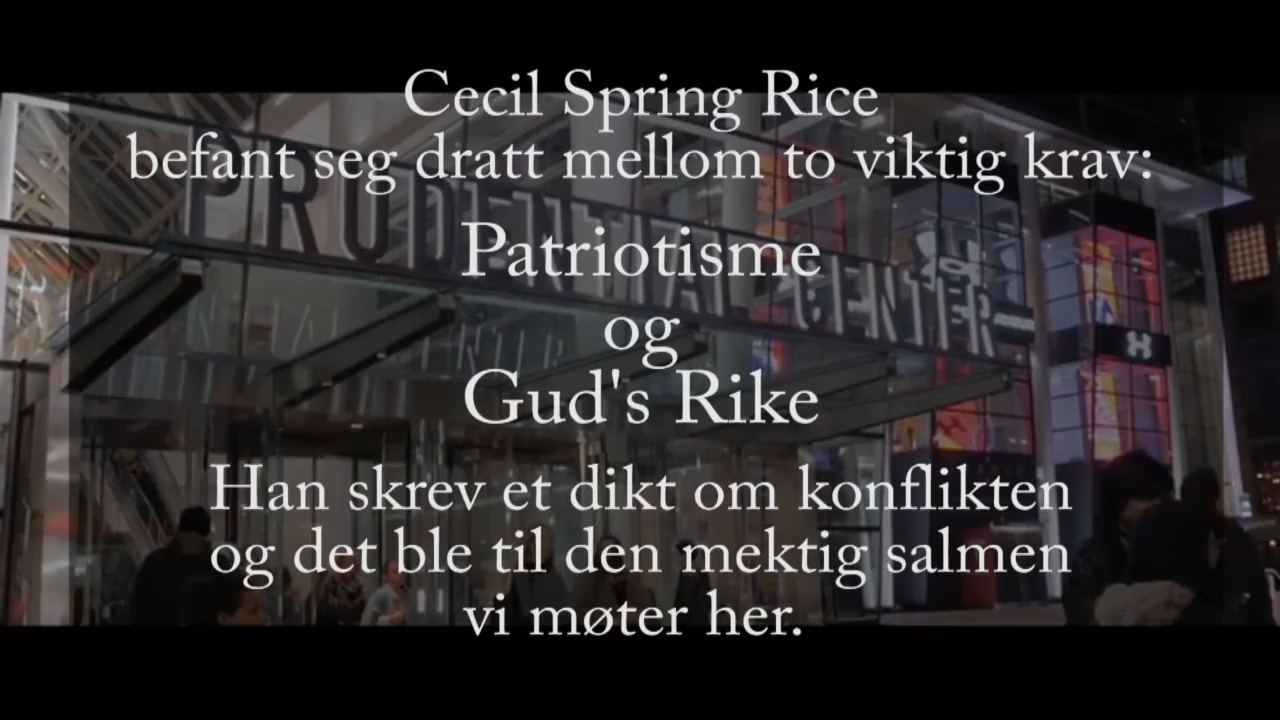 Cecil Spring Rice
befant seg dratt mellom to viktig krav:
Patriotisme
og
Gud's Rike
Han skrev et dikt om konflikten
og det ble til den mektig salmen
vi møter her.
PRUDENTIAL CENTER